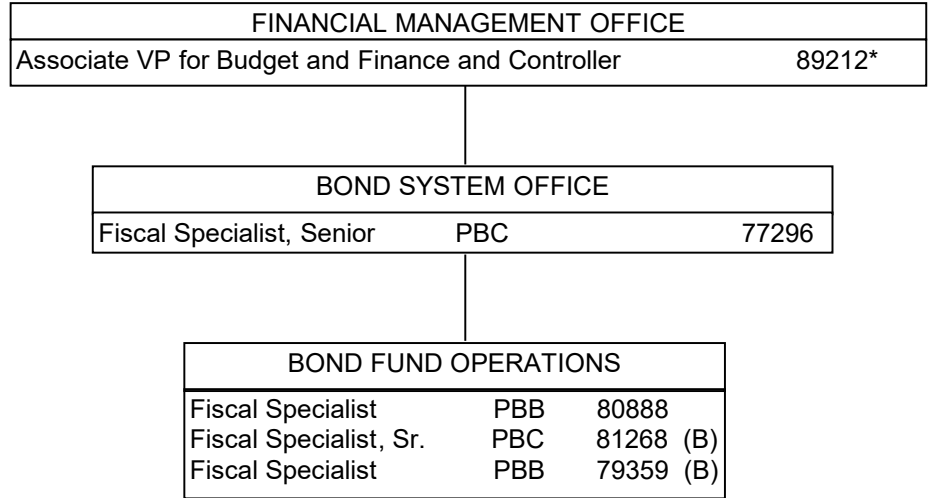 FINANCIAL MANAGEMENT OFFICE
Associate VP for Budget and Finance and Controller 89212*
BOND SYSTEM OFFICE
Fiscal Specialist, Senior PBC 77296
BOND FUND OPERATIONS
Fiscal Specialist PBB 80888
Fiscal Specialist, Sr. PBC 81268 (B)
Fiscal Specialist PBB 79359 (B)